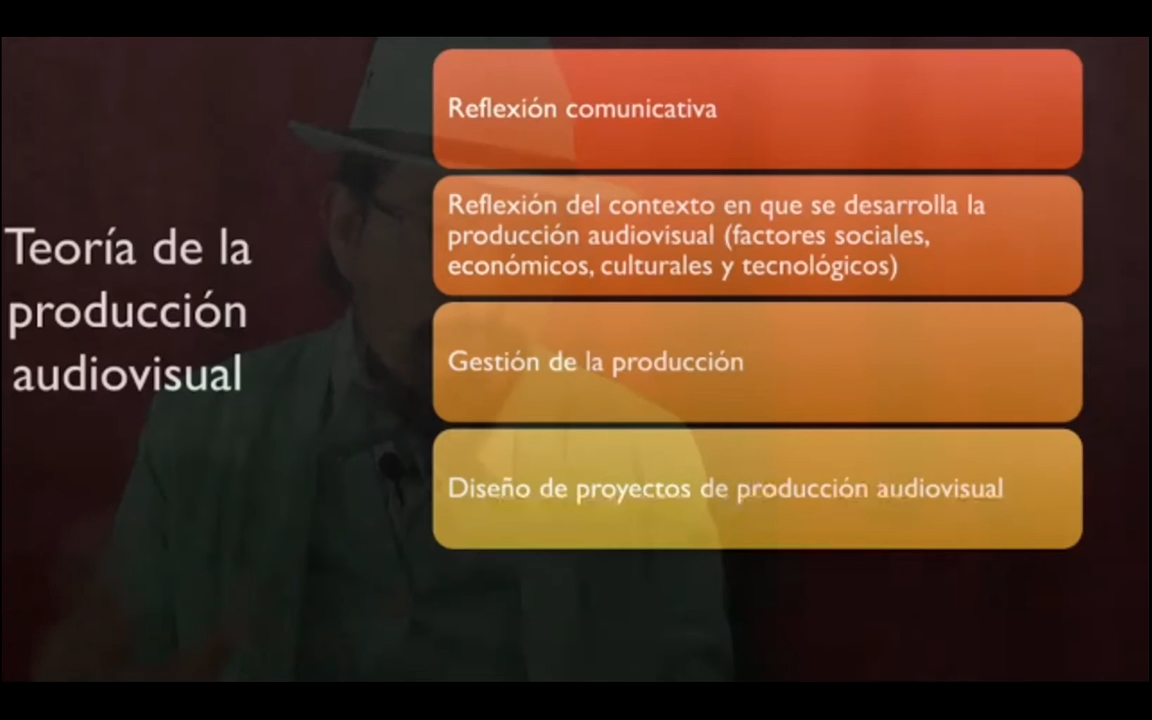 Teoría de la
producción
audiovisual
Reflexión comunicativa
Reflexión del contexto en que se desarrolla la
producción audiovisual (factores sociales,
económicos, culturales y tecnológicos)
Gestión de la producción
Diseño de proyectos de producción audiovisual